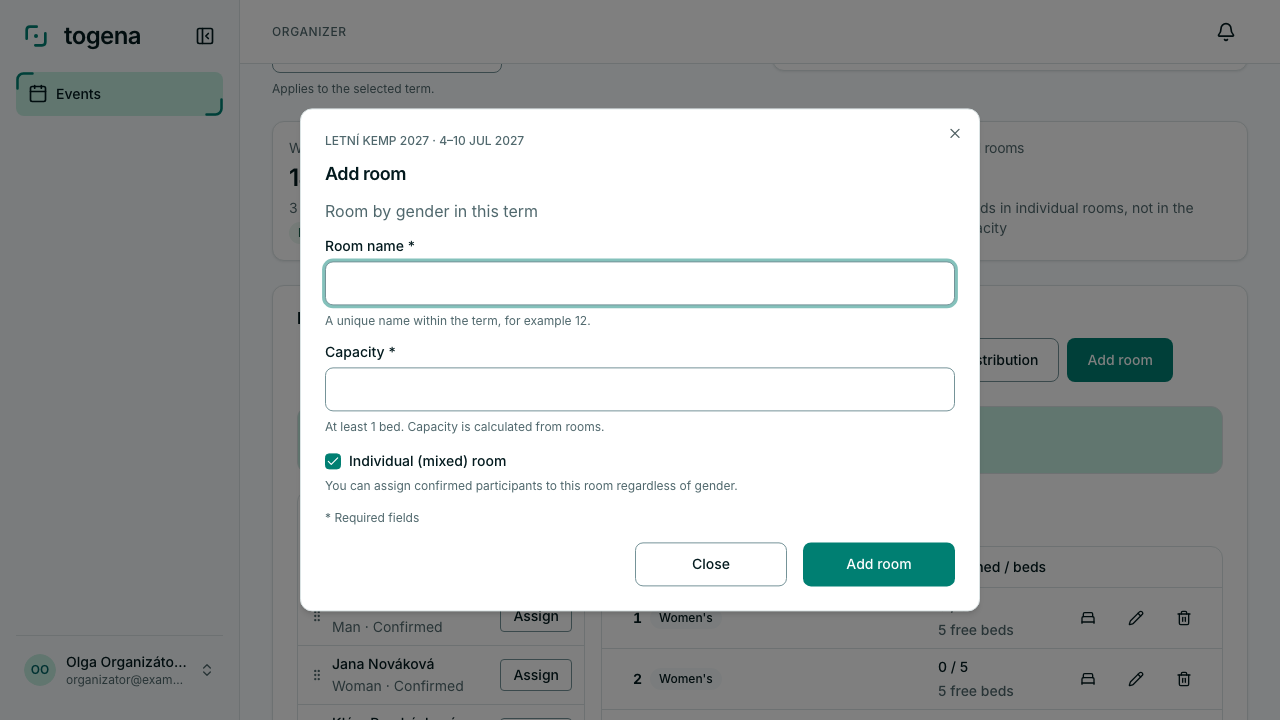 togena
ORGANIZER
Events
Applies to the selected term.
rooms
in individual rooms, not in the
LETNÍ KEMP 2027 · 4–10 JUL 2027
Add room
Room by gender in this term
Room name *
A unique name within the term, for example 12.
Capacity *
At least 1 bed. Capacity is calculated from rooms.
Individual (mixed) room
You can assign confirmed participants to this room regardless of gender.
* Required fields
Close
Add room
Add room
/ beds
Assign
Man · Confirmed
1 Women's
5 free beds
Jana Nováková
Woman · Confirmed
Assign
2 Women's
0 / 5
5 free beds
OO
Olga Organizáto...
organizator@exam...